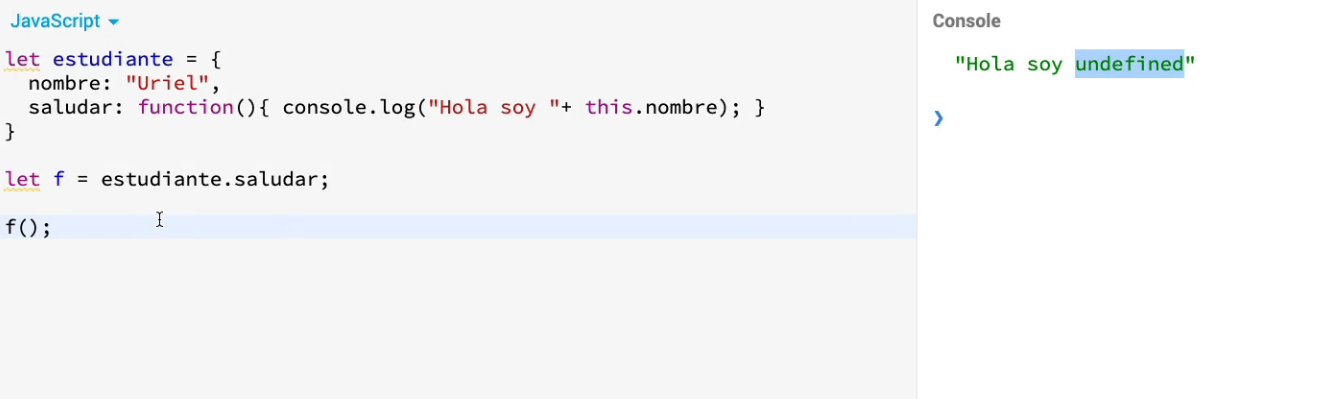 JavaScript
let estudiante = {
  nombre: "Uriel",
  saludar: function(){ console.log("Hola soy "+ this.nombre); }
}
let f = estudiante.saludar;
f();
Console
"Hola soy undefined"